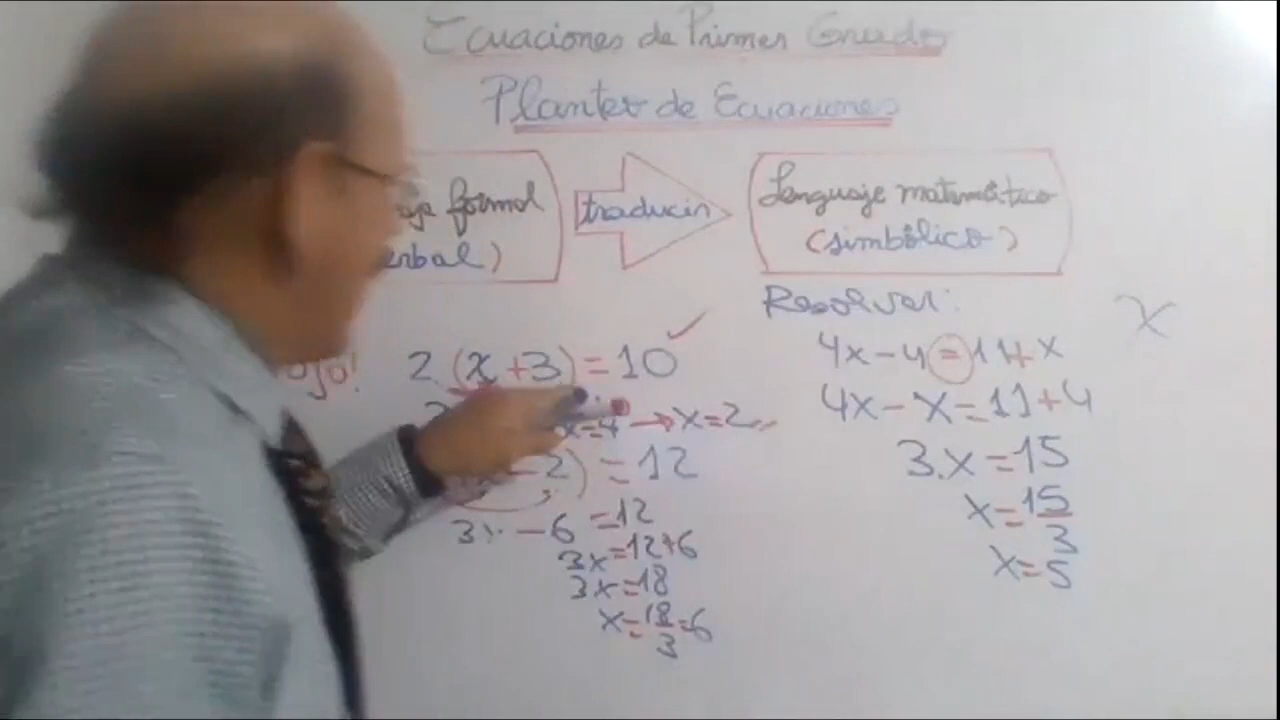 Ecuaciones de Primer Grado
Planteo de Ecuaciones
formal
traducir
Lenguaje matemático
(simbólico)
Resolver:
x
ojo!
2(x+3)=10
x=4 → x=2
-2)=12
3x-6=12
3x=12+6
3x=18
x=18/3=6
4x-4=11+x
4x-x=11+4
3.x=15
x=15/3
x=5